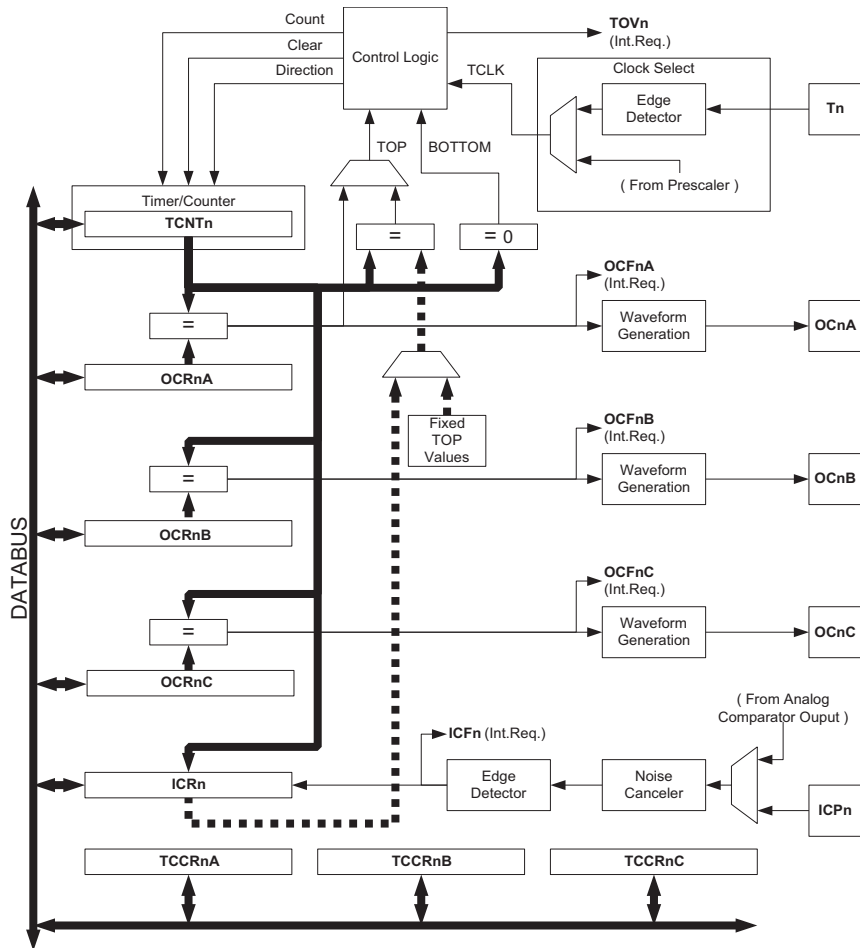 Count
Clear
Direction
Control Logic
TOVn
(Int.Req.)
TCLK
Clock Select
Edge
Detector
Tn
( From Prescaler )
TOP
BOTTOM
Timer/Counter
TCNTn
=
= 0
OCFnA
(Int.Req.)
=
Waveform
Generation
OCnA
OCRnA
Fixed
TOP
Values
OCFnB
(Int.Req.)
=
Waveform
Generation
OCnB
OCRnB
DATABUS
OCFnC
(Int.Req.)
=
Waveform
Generation
OCnC
OCRnC
( From Analog
Comparator Ouput )
ICFn (Int.Req.)
ICRn
Edge
Detector
Noise
Canceler
ICPn
TCCRnA
TCCRnB
TCCRnC